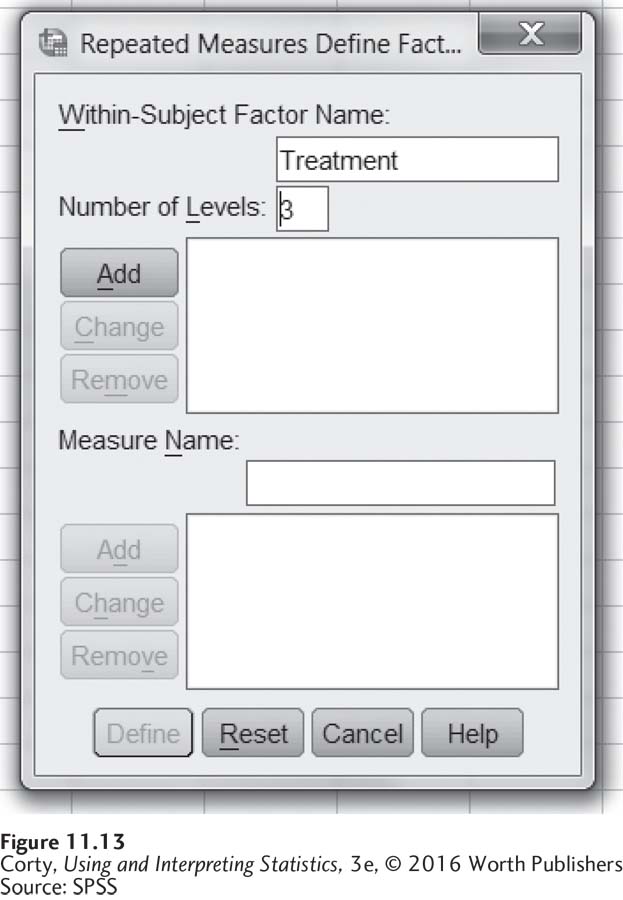 Repeated Measures Define Fact...
X
Within-Subject Factor Name:
Treatment
Number of Levels: 3
Add
Change
Remove
Measure Name:
Add
Change
Remove
Define Reset Cancel Help
Figure 11.13
Corty, Using and Interpreting Statistics, 3e, © 2016 Worth Publishers
Source: SPSS